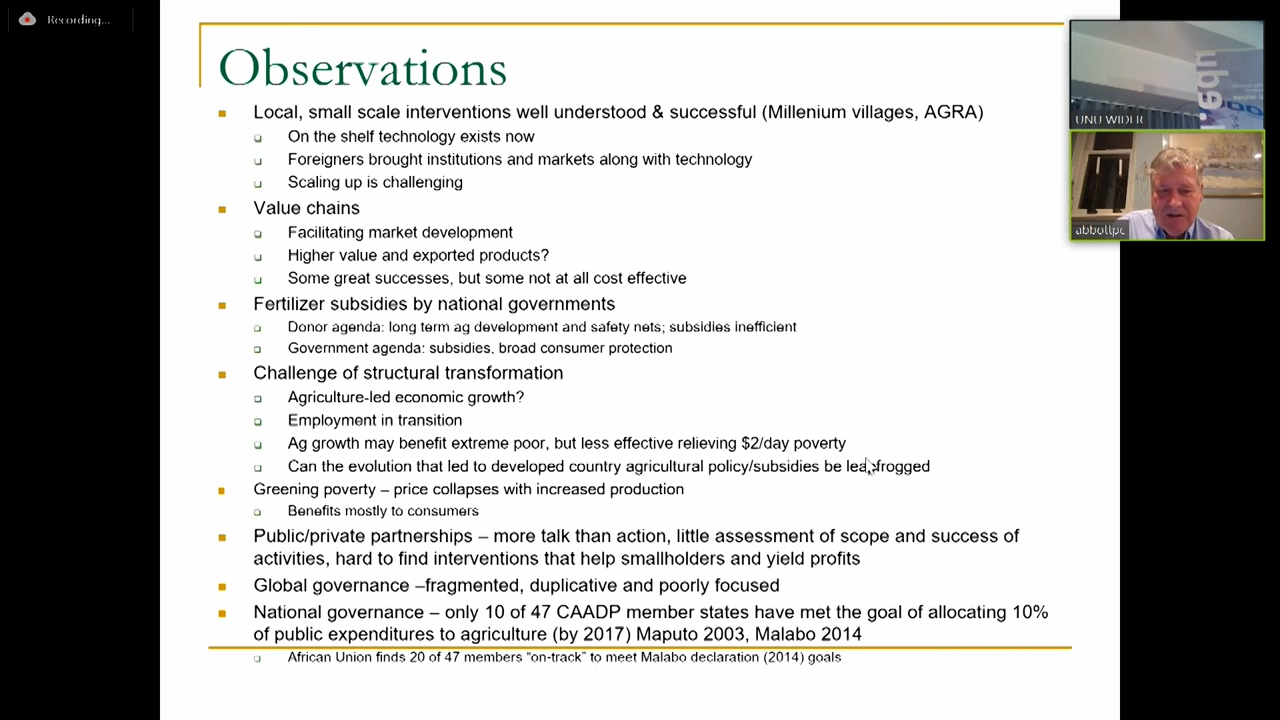 Recording...
Observations
Local, small scale interventions well understood & successful (Millenium villages, AGRA)
On the shelf technology exists now
Foreigners brought institutions and markets along with technology
Scaling up is challenging
Value chains
Facilitating market development
Higher value and exported products?
Some great successes, but some not at all cost effective
Fertilizer subsidies by national governments
Donor agenda: long term ag development and safety nets; subsidies inefficient
Government agenda: subsidies, broad consumer protection
Challenge of structural transformation
Agriculture-led economic growth?
Employment in transition
Ag growth may benefit extreme poor, but less effective relieving $2/day poverty
Can the evolution that led to developed country agricultural policy/subsidies be leapfrogged
Greening poverty – price collapses with increased production
Benefits mostly to consumers
Public/private partnerships – more talk than action, little assessment of scope and success of
activities, hard to find interventions that help smallholders and yield profits
Global governance –fragmented, duplicative and poorly focused
National governance – only 10 of 47 CAADP member states have met the goal of allocating 10%
of public expenditures to agriculture (by 2017) Maputo 2003, Malabo 2014
African Union finds 20 of 47 members “on-track” to meet Malabo declaration (2014) goals
UNU WIDER
abbottpc